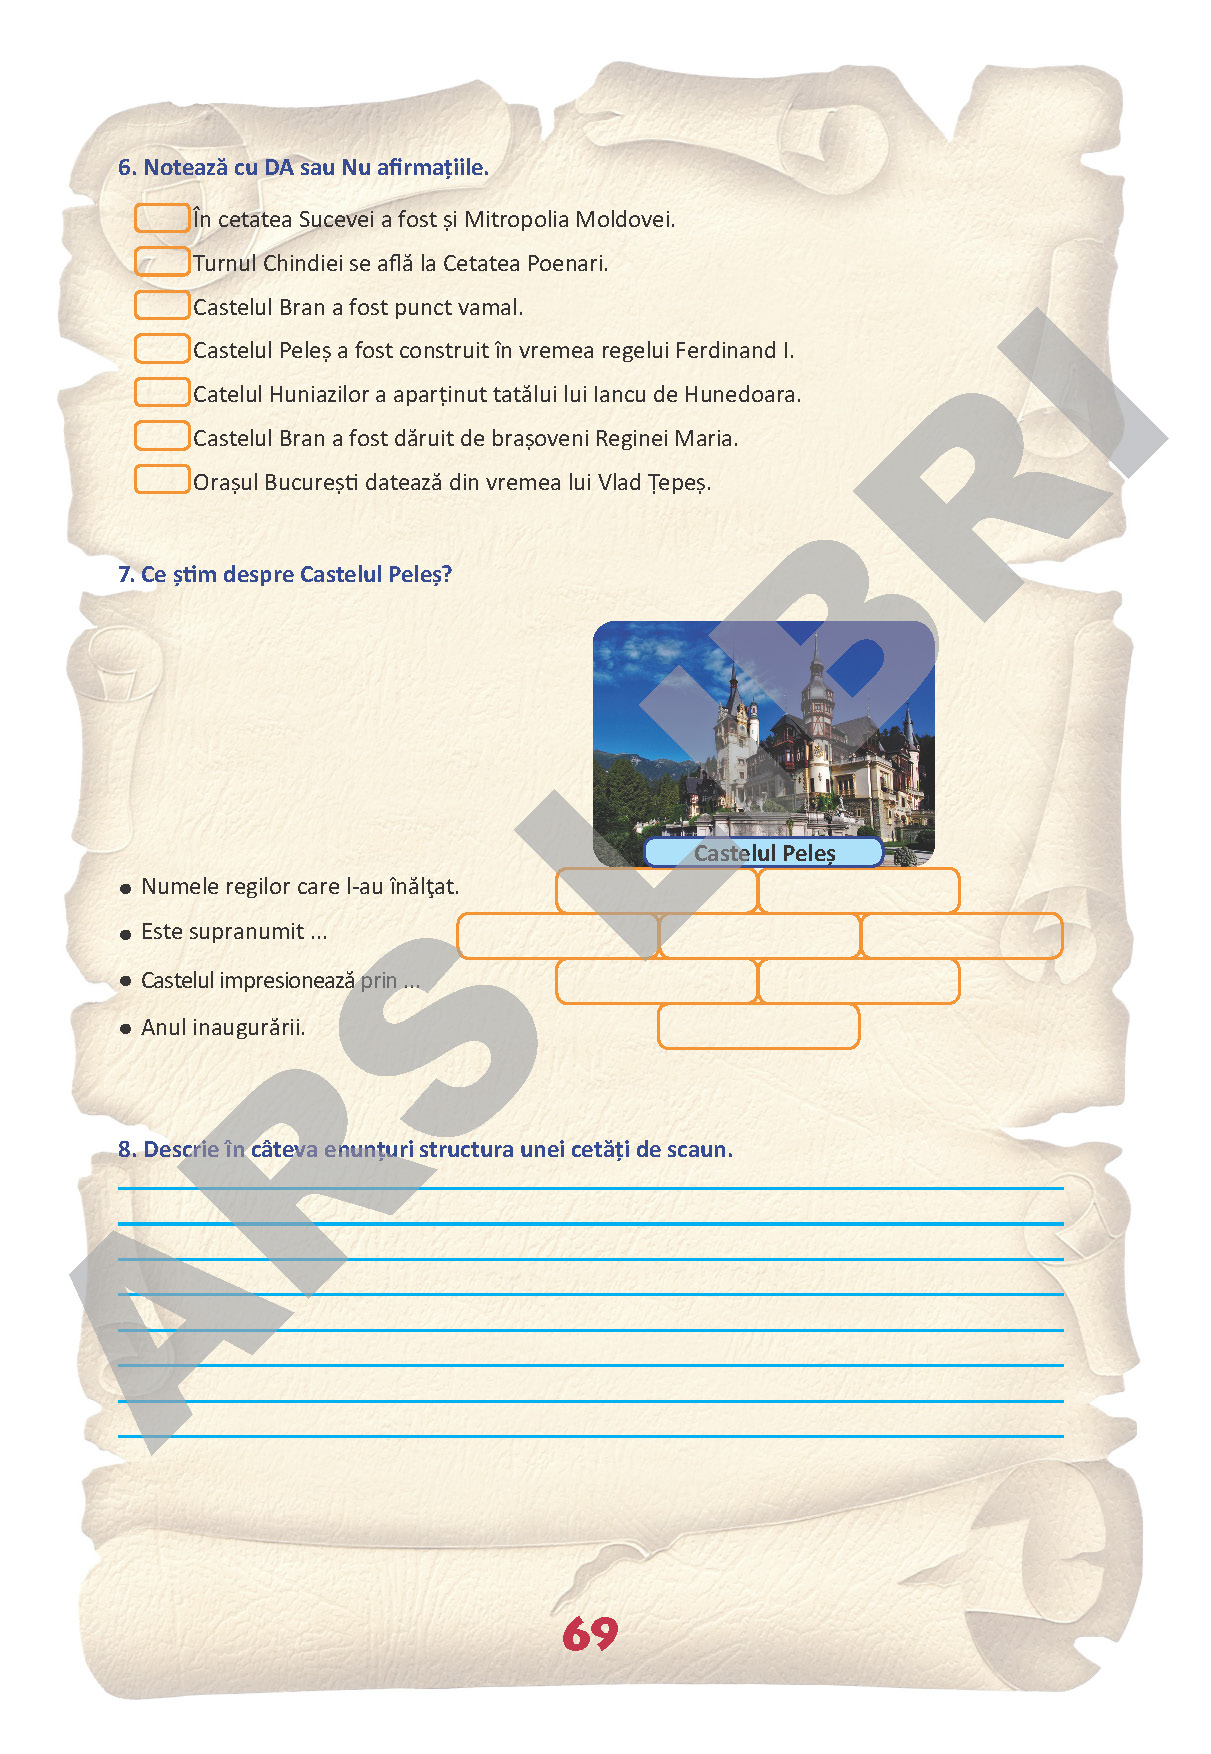 6. Notează cu DA sau Nu afirmațiile.
În cetatea Sucevei a fost și Mitropolia Moldovei.
Turnul Chindiei se află la Cetatea Poenari.
Castelul Bran a fost punct vamal.
Castelul Peleș a fost construit în vremea regelui Ferdinand I.
Catelul Huniazilor a aparținut tatălui lui Iancu de Hunedoara.
Castelul Bran a fost dăruit de brașoveni Reginei Maria.
Orașul București datează din vremea lui Vlad Țepeș.
7. Ce știm despre Castelul Peleș?
Castelul Peleș
● Numele regilor care l-au înălţat.
● Este supranumit ...
● Castelul impresionează prin ...
● Anul inaugurării.
8. Descrie în câteva enunțuri structura unei cetăți de scaun.
69
ARS LIBRI